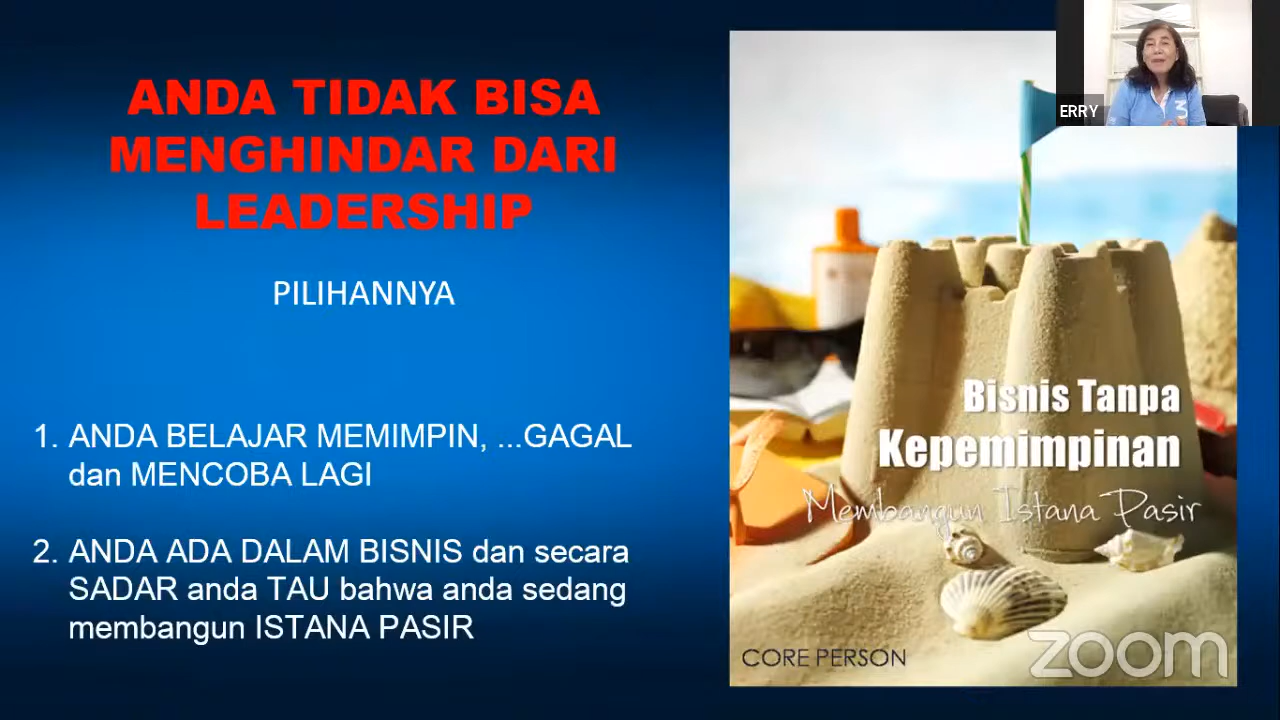 ANDA TIDAK BISA
MENGHINDAR DARI
LEADERSHIP
PILIHANNYA
1. ANDA BELAJAR MEMIMPIN, ...GAGAL
dan MENCOBA LAGI
2. ANDA ADA DALAM BISNIS dan secara
SADAR anda TAU bahwa anda sedang
membangun ISTANA PASIR
ERRY
3
Bisnis Tanpa
Kepemimpinan
Membangun Istana Pasir
CORE PERSON
zoom